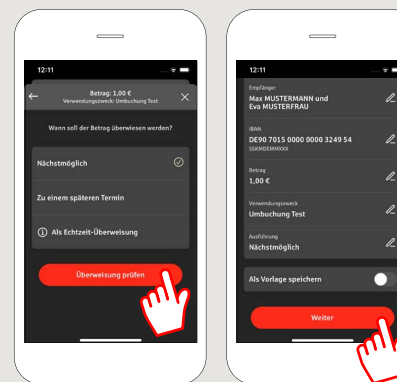 12:11
Betrag: 1,00 €
Verwendungszweck: Umbuchung Test
Wann soll der Betrag überwiesen werden?
Nächstmöglich
Zu einem späteren Termin
Als Echtzeit-Überweisung
Überweisung prüfen
12:11
Empfänger
Max MUSTERMANN und
Eva MUSTERFRAU
IBAN
DE90 7015 0000 0000 3249 54
SSKMDEMMXXX
Betrag
1,00 €
Verwendungszweck
Umbuchung Test
Ausführung
Nächstmöglich
Als Vorlage speichern
Weiter